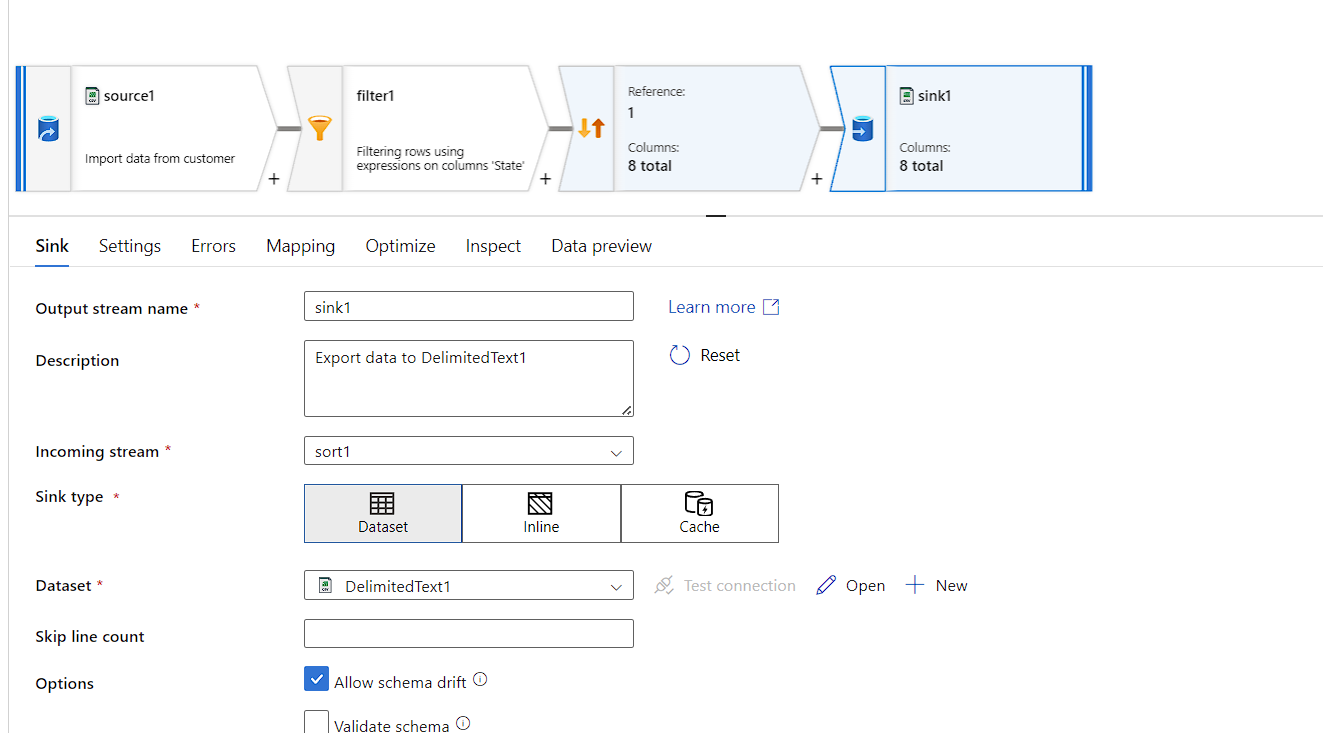 source1
Import data from customer
+
filter1
Filtering rows using
expressions on columns 'State'
+
Reference:
1
Columns:
8 total
+
sink1
Columns:
8 total
Sink Settings Errors Mapping Optimize Inspect Data preview
Output stream name * sink1 Learn more
Description Export data to DelimitedText1 Reset
Incoming stream * sort1
Sink type * Dataset Inline Cache
Dataset * DelimitedText1 Test connection Open New
Skip line count
Options Allow schema drift
Validate schema